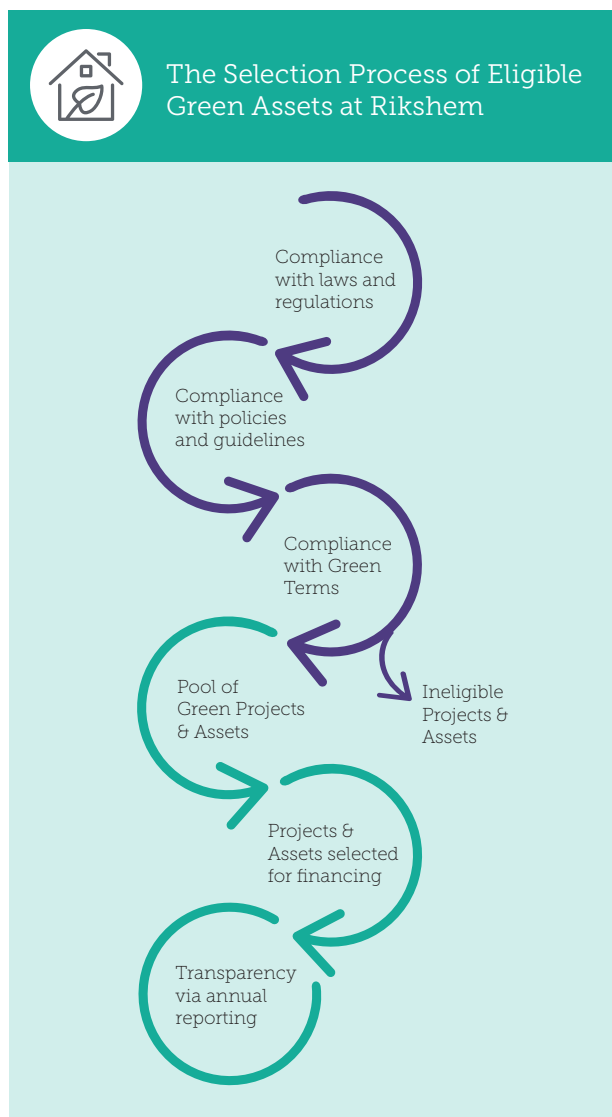 The Selection Process of Eligible
Green Assets at Rikshem
Compliance
with laws and
regulations
Compliance
with policies
and guidelines
Compliance
with Green
Terms
Pool of
Green Projects
& Assets
Ineligible
Projects &
Assets
Projects &
Assets selected
for financing
Transparency
via annual
reporting